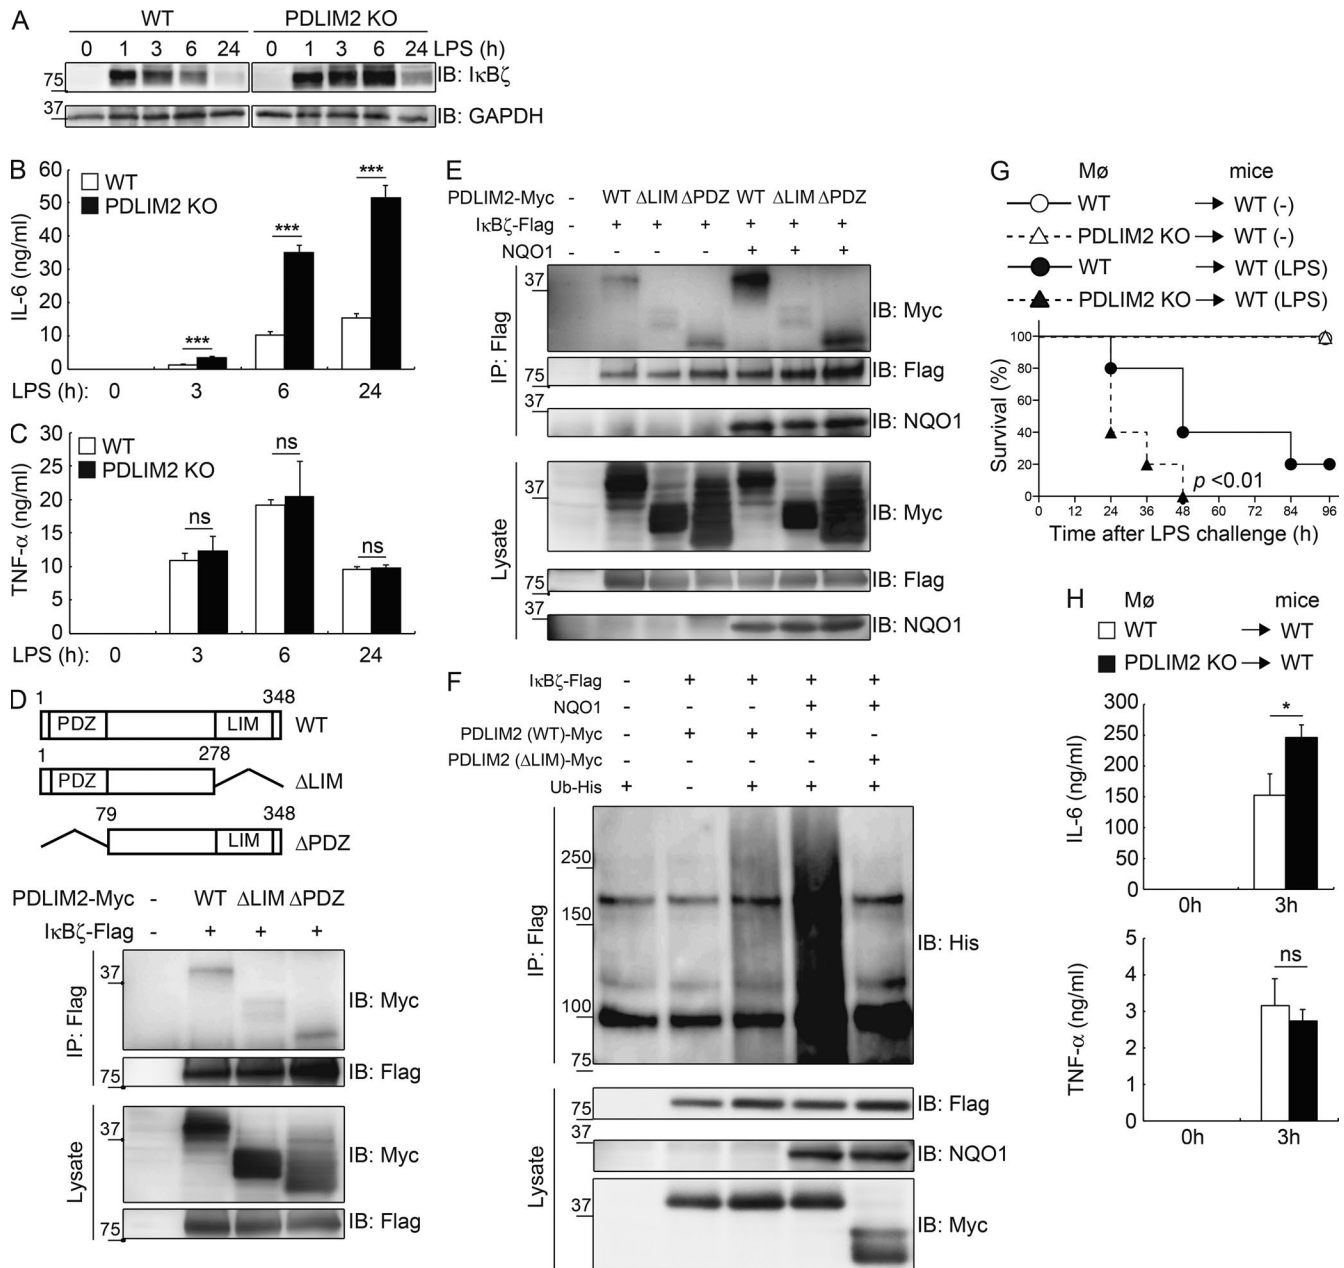 A
WT PDLIM2 KO
0 1 3 6 24 0 1 3 6 24 LPS (h)
75 IB: IκBζ
37 IB: GAPDH
B
IL-6 (ng/ml)
60
50
40
30
20
10
0
WT
PDLIM2 KO
*** *** ***
LPS (h): 0 3 6 24
C
TNF-α (ng/ml)
30
25
20
15
10
5
0
WT
PDLIM2 KO
ns ns ns
LPS (h): 0 3 6 24
D
1 348
PDZ LIM WT
1 278
PDZ ΔLIM
79 348
LIM ΔPDZ
PDLIM2-Myc - WT ΔLIM ΔPDZ
IκBζ-Flag - + + +
IP: Flag
37 IB: Myc
75 IB: Flag
Lysate
37 IB: Myc
75 IB: Flag
E
PDLIM2-Myc - WT ΔLIM ΔPDZ WT ΔLIM ΔPDZ
IκBζ-Flag - + + + + + +
NQO1 - - - - + + +
IP: Flag
37 IB: Myc
75 IB: Flag
37 IB: NQO1
Lysate
37 IB: Myc
75 IB: Flag
37 IB: NQO1
F
IκBζ-Flag - + + + +
NQO1 - - - + +
PDLIM2 (WT)-Myc - + + + -
PDLIM2 (ΔLIM)-Myc - - - - +
Ub-His + - + + +
IP: Flag
250
150
100
75
IB: His
Lysate
75 IB: Flag
37 IB: NQO1
37 IB: Myc
G
Mø mice
WT WT (-)
PDLIM2 KO WT (-)
WT WT (LPS)
PDLIM2 KO WT (LPS)
Survival (%)
100
80
60
40
20
0
p <0.01
0 12 24 36 48 60 72 84 96
Time after LPS challenge (h)
H
Mø mice
WT WT
PDLIM2 KO WT
IL-6 (ng/ml)
300
250
200
150
100
50
0
*
0h 3h
TNF-α (ng/ml)
5
4
3
2
1
0
ns
0h 3h